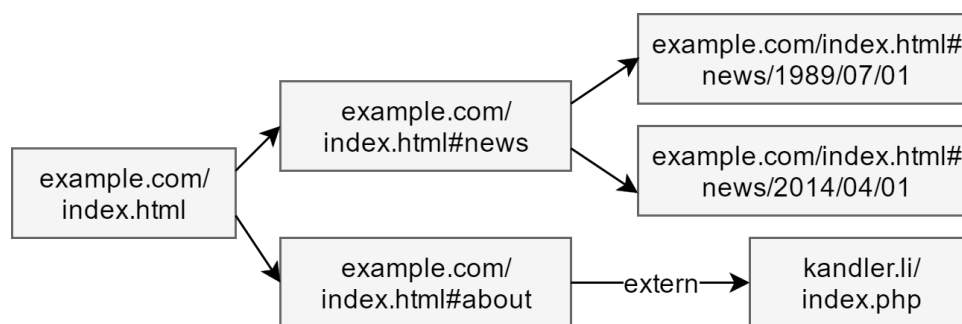 example.com/
index.html
example.com/
index.html#news
example.com/index.html#
news/1989/07/01
example.com/index.html#
news/2014/04/01
example.com/
index.html#about
extern
kandler.li/
index.php